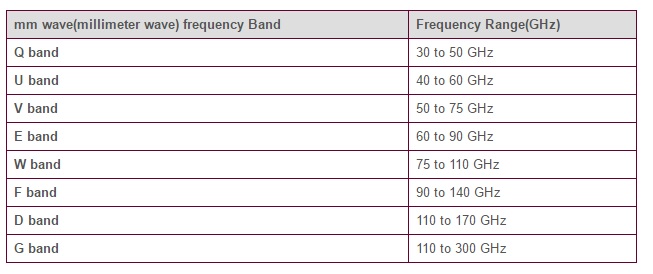 mm wave(millimeter wave) frequency Band Frequency Range(GHz)
Q band 30 to 50 GHz
U band 40 to 60 GHz
V band 50 to 75 GHz
E band 60 to 90 GHz
W band 75 to 110 GHz
F band 90 to 140 GHz
D band 110 to 170 GHz
G band 110 to 300 GHz